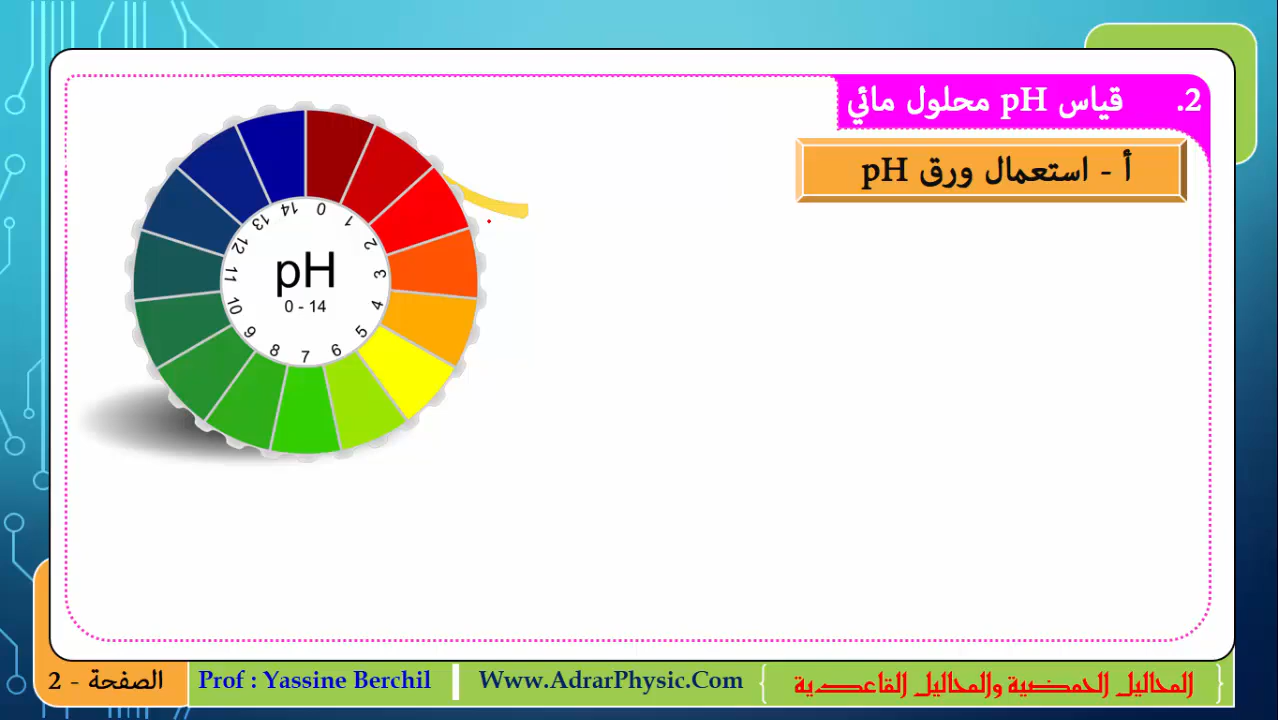 2. قياس pH محلول مائي
أ - استعمال ورق pH
0
1
2
3
4
5
6
7
8
9
10
11
12
13
14
pH
0 - 14
المحاليل الحمضية والمحاليل القاعدية
Www.AdrarPhysic.Com
Prof : Yassine Berchil
الصفحة - 2